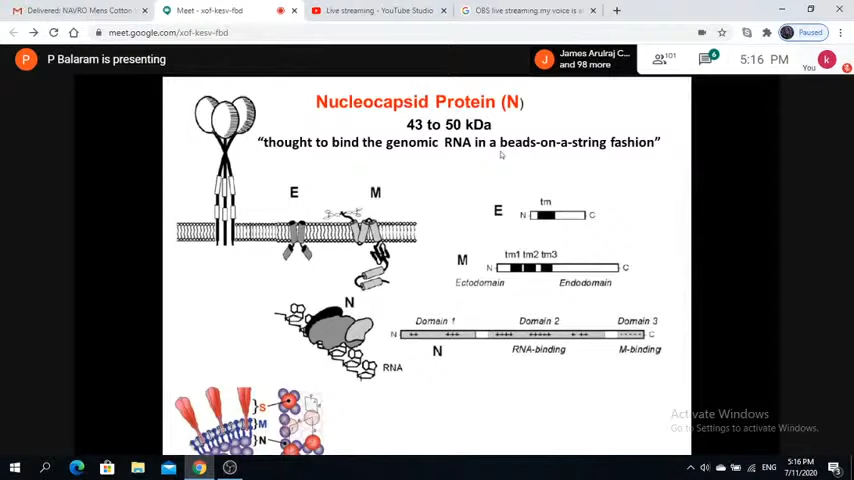 Delivered: NAVRO Mens Cotton
Meet - xof-kesv-fbd
Live streaming - YouTube Studio
OBS live streaming my voice is a
meet.google.com/xof-kesv-fbd
Paused
P
P Balaram is presenting
J
James Arulraj C...
and 98 more
101
6
5:16 PM
You
k
Nucleocapsid Protein (N)
43 to 50 kDa
"thought to bind the genomic RNA in a beads-on-a-string fashion"
E
M
N
RNA
E
tm
N
C
M
tm1 tm2 tm3
N
C
Ectodomain
Endodomain
Domain 1
Domain 2
Domain 3
N
C
N
RNA-binding
M-binding
S
M
N
Activate Windows
Go to Settings to activate Windows.
ENG
5:16 PM
7/11/2020
3